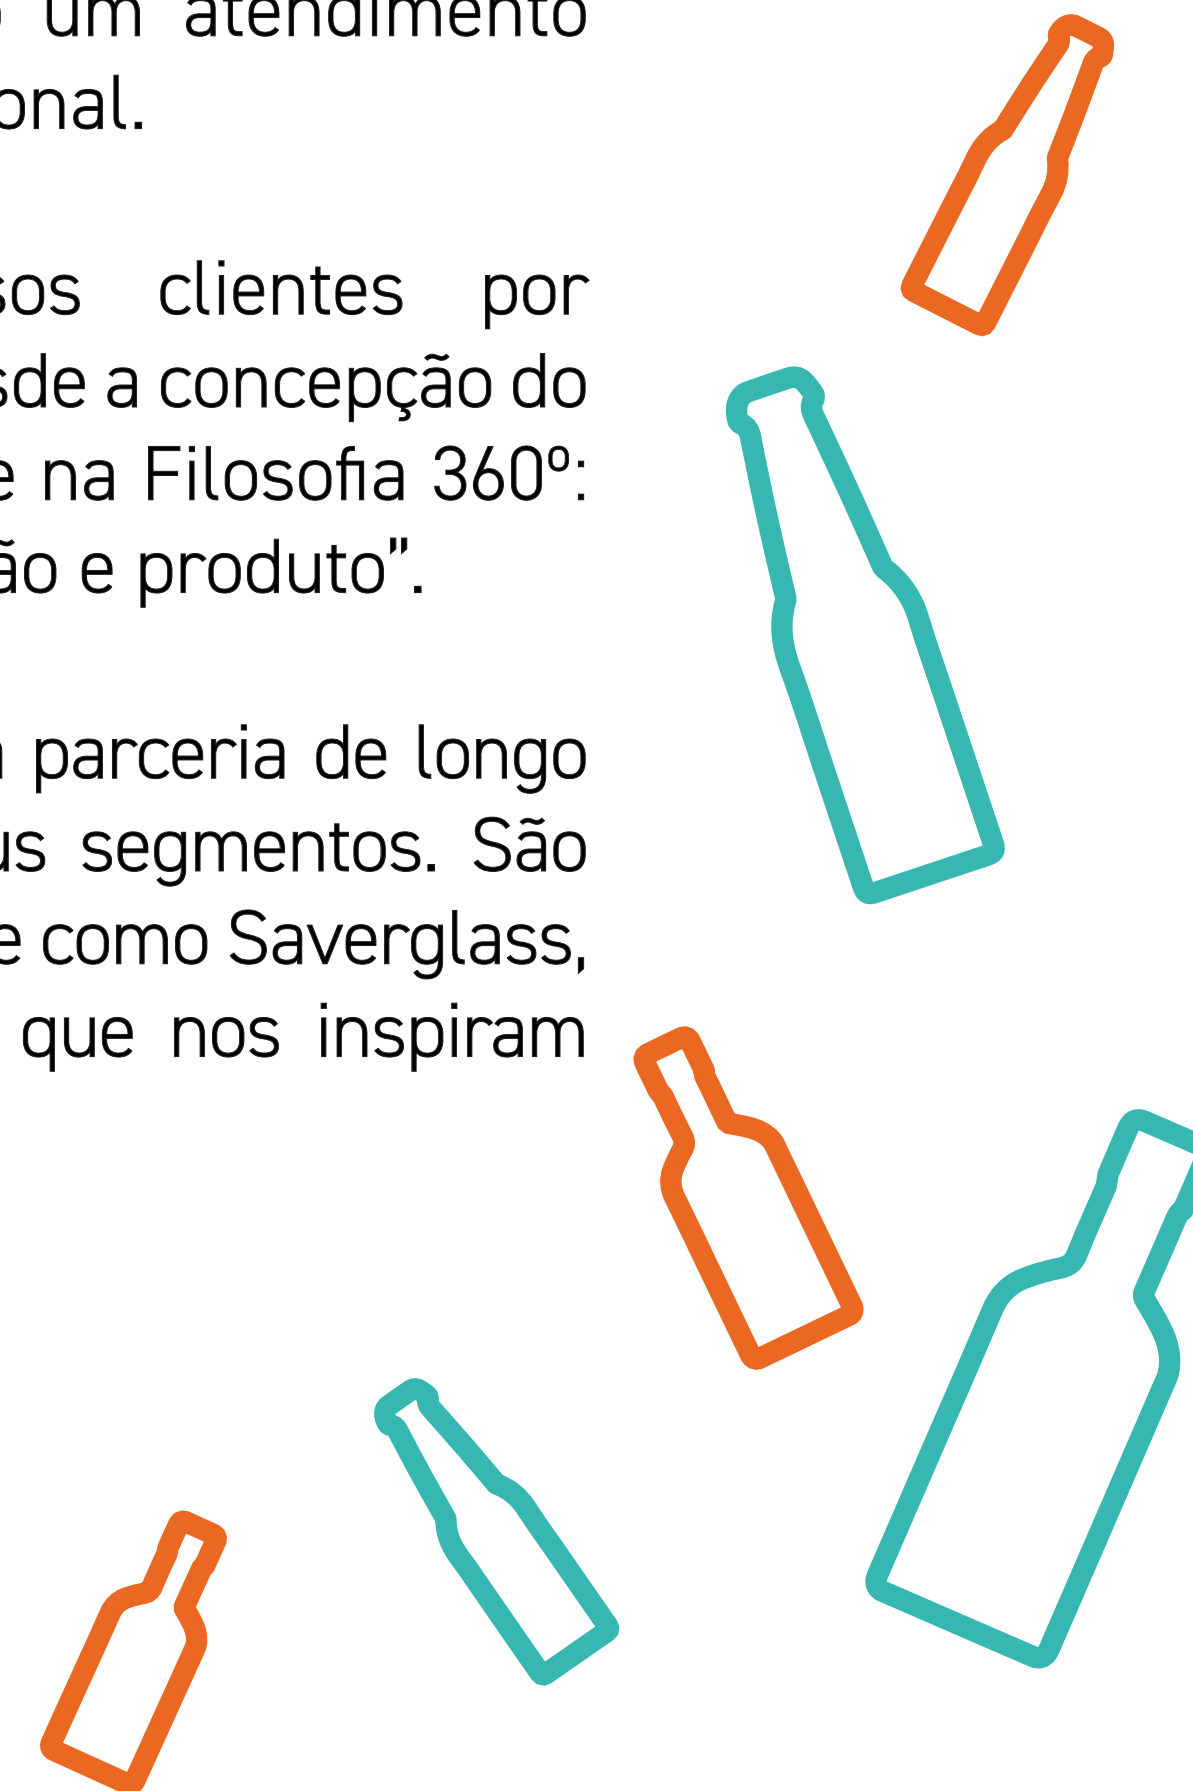 um atendimento
onal.
sos clientes por
sde a concepção do
e na Filosofia 360º:
ão e produto”.
parceria de longo
us segmentos. São
e como Saverglass,
que nos inspiram